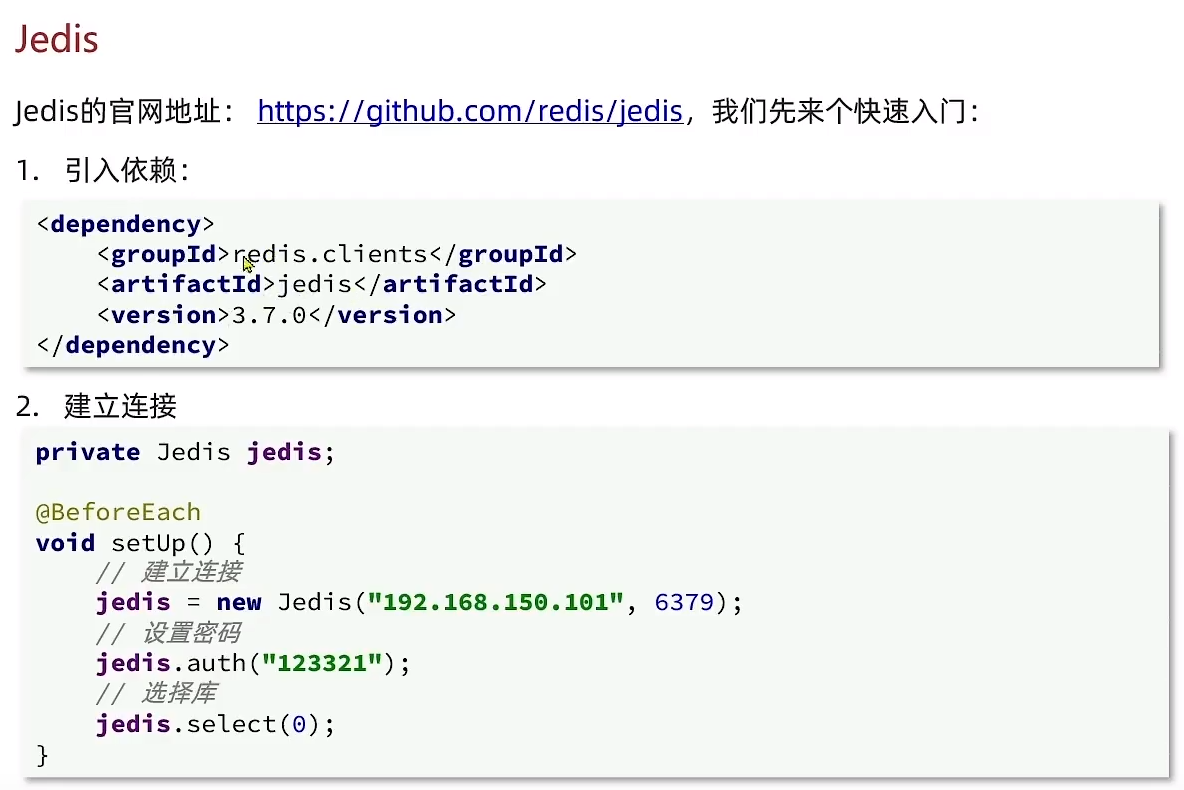 Jedis
Jedis的官网地址： https://github.com/redis/jedis，我们先来个快速入门：
1. 引入依赖：
<dependency>
    <groupId>redis.clients</groupId>
    <artifactId>jedis</artifactId>
    <version>3.7.0</version>
</dependency>
2. 建立连接
private Jedis jedis;
@BeforeEach
void setUp() {
    // 建立连接
    jedis = new Jedis("192.168.150.101", 6379);
    // 设置密码
    jedis.auth("123321");
    // 选择库
    jedis.select(0);
}